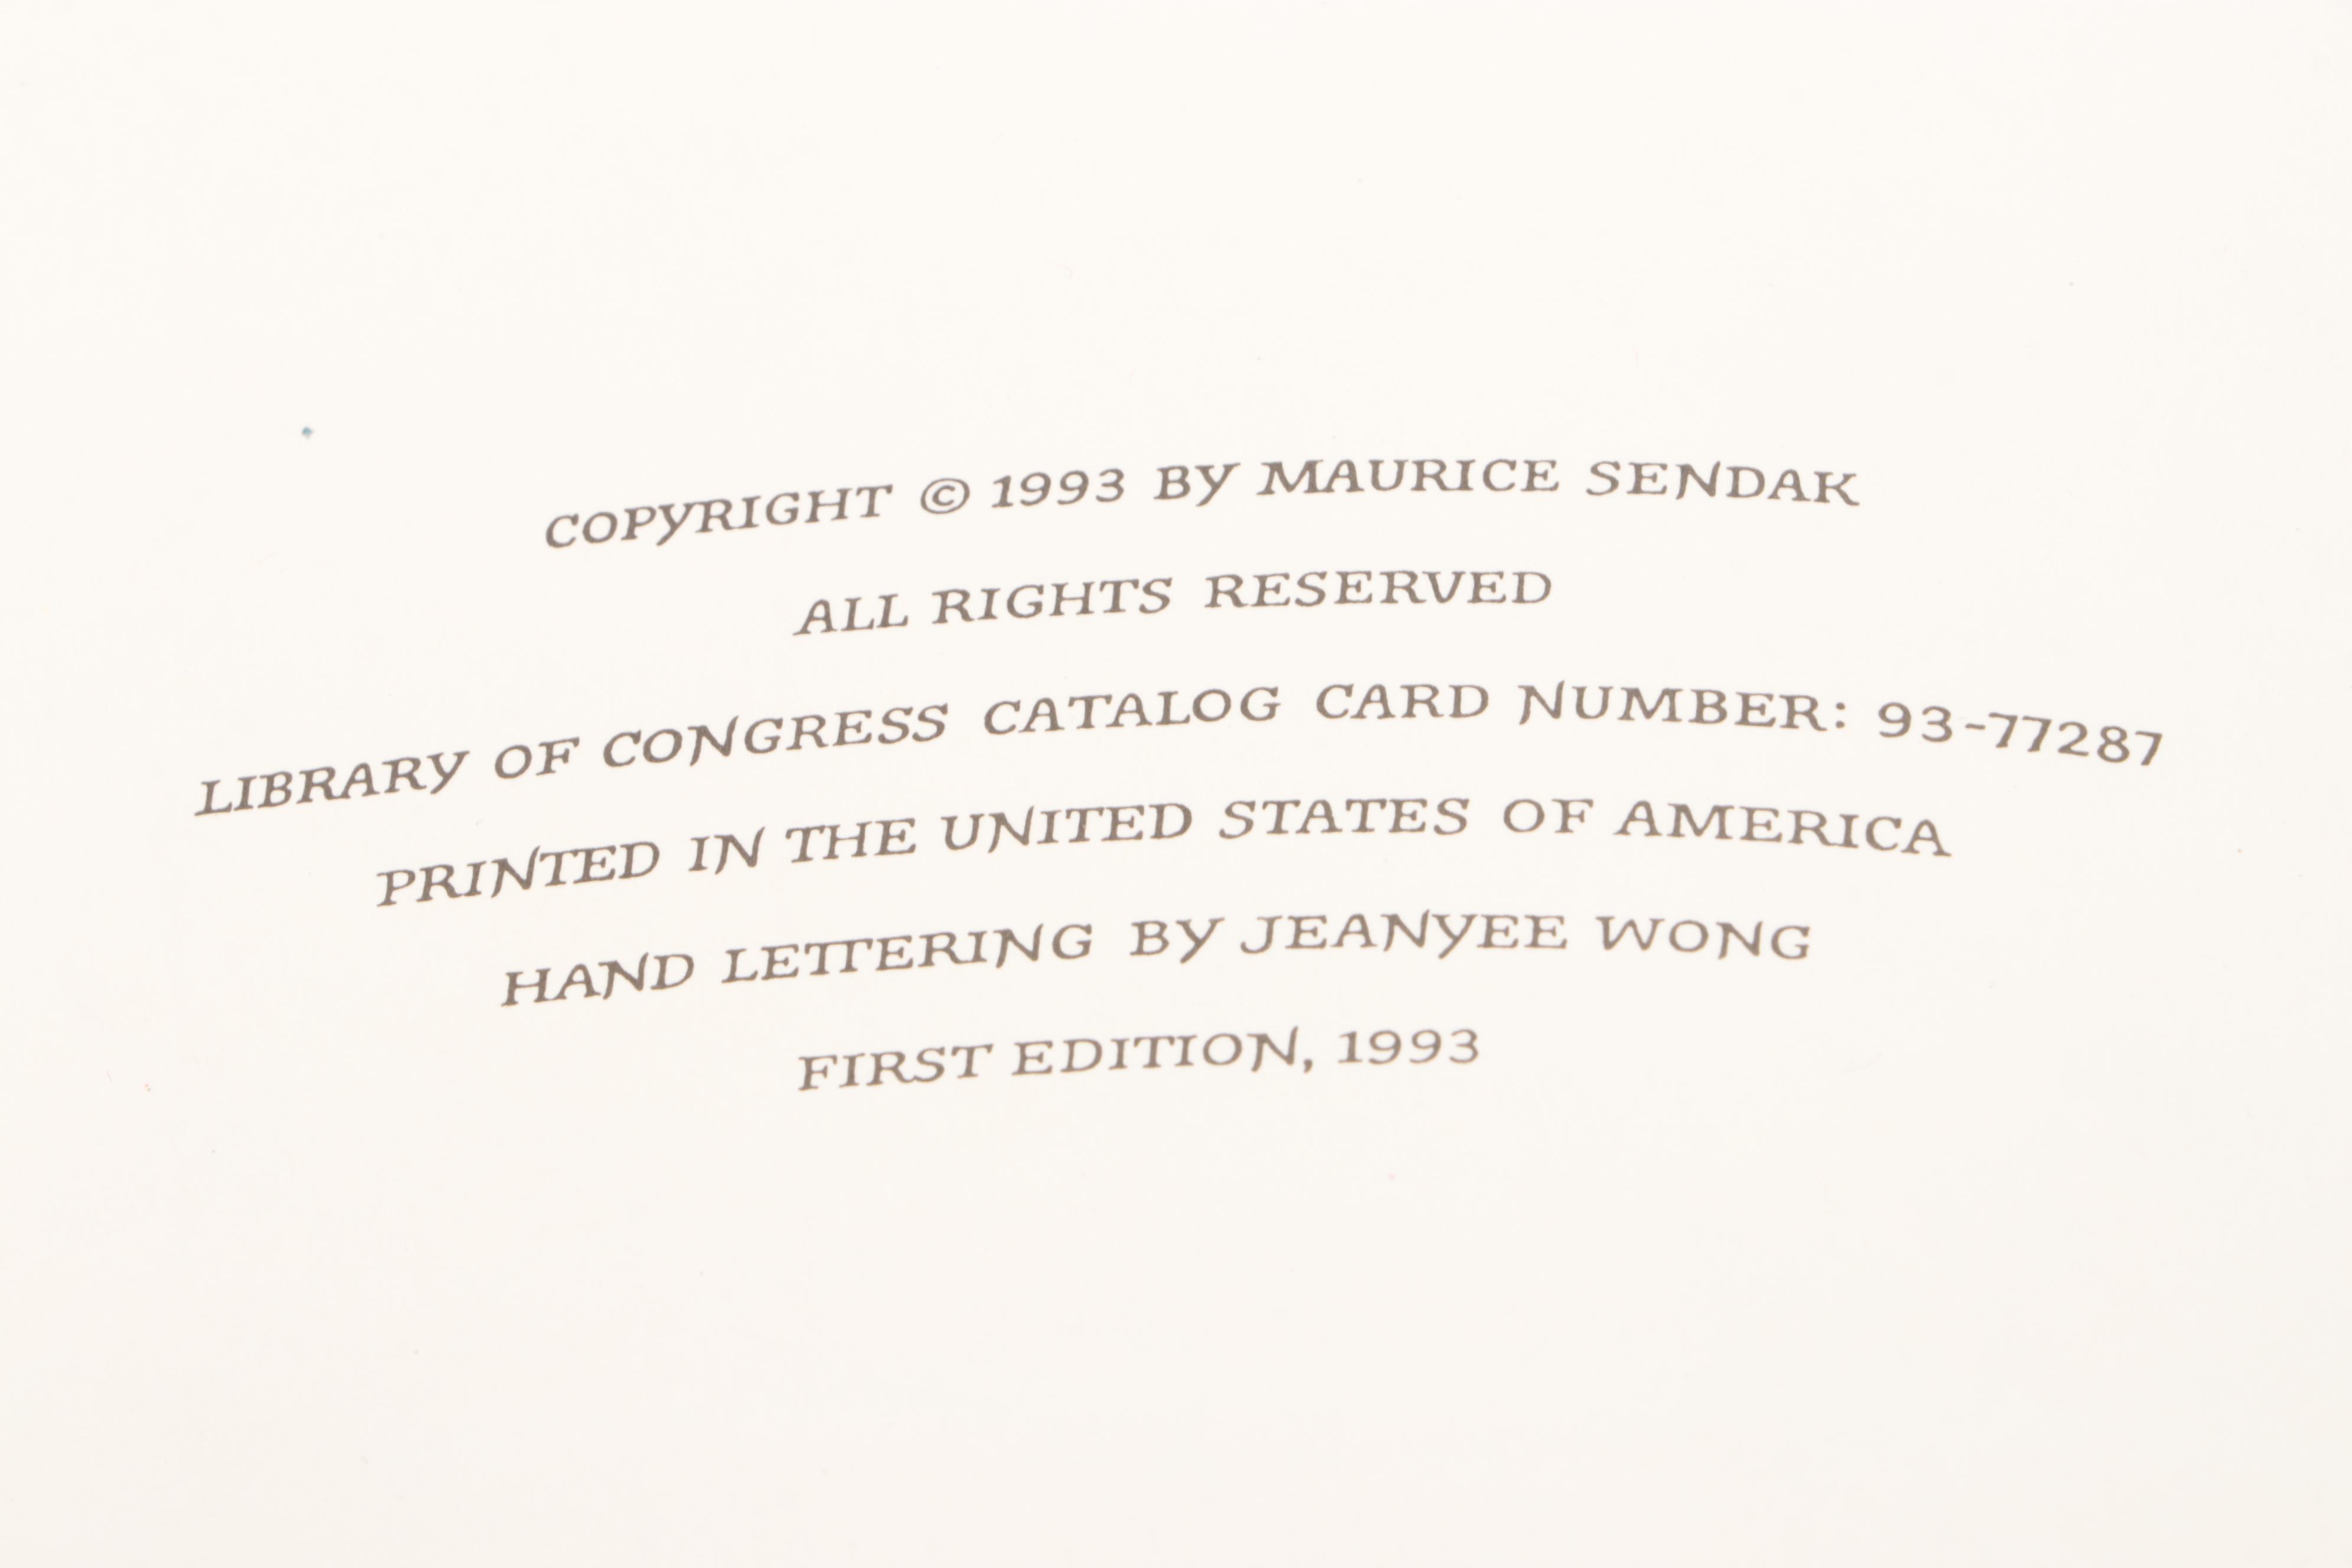 COPYRIGHT © 1993 BY MAURICE SENDAK
ALL RIGHTS RESERVED
LIBRARY OF CONGRESS CATALOG CARD NUMBER: 93-77287
PRINTED IN THE UNITED STATES OF AMERICA
HAND LETTERING BY JEANYEE WONG
FIRST EDITION, 1993